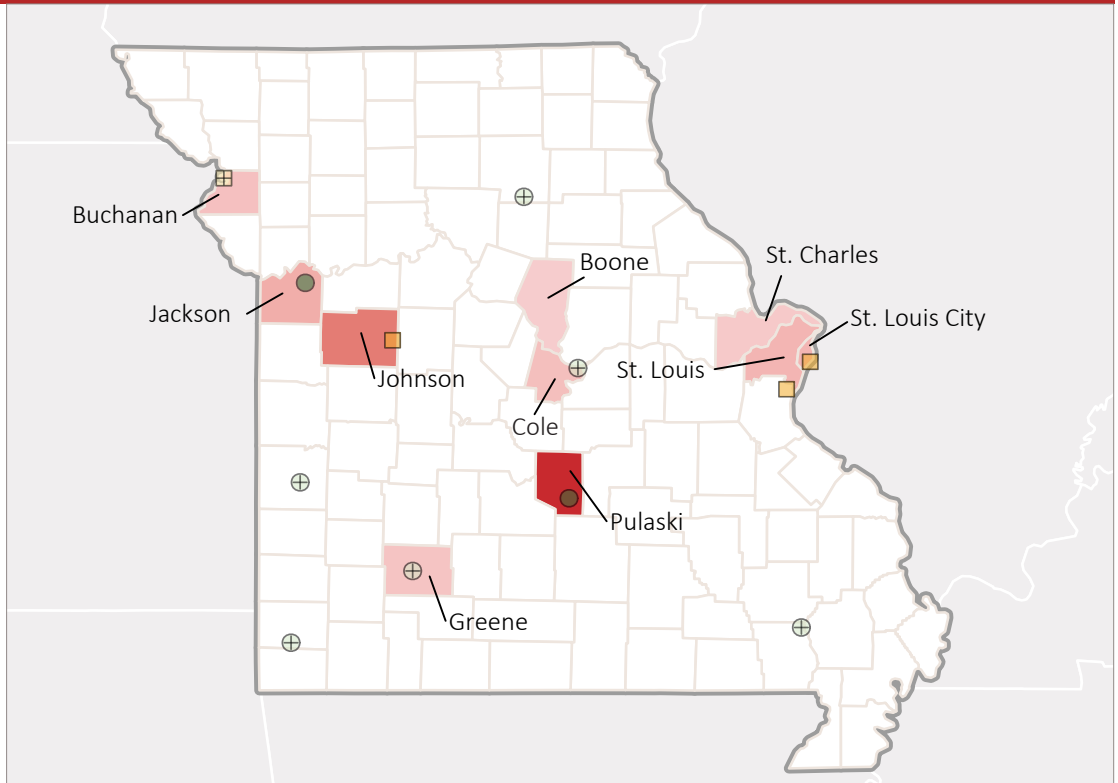 Buchanan
Boone
St. Charles
Jackson
St. Louis City
St. Louis
Johnson
Cole
Pulaski
Greene